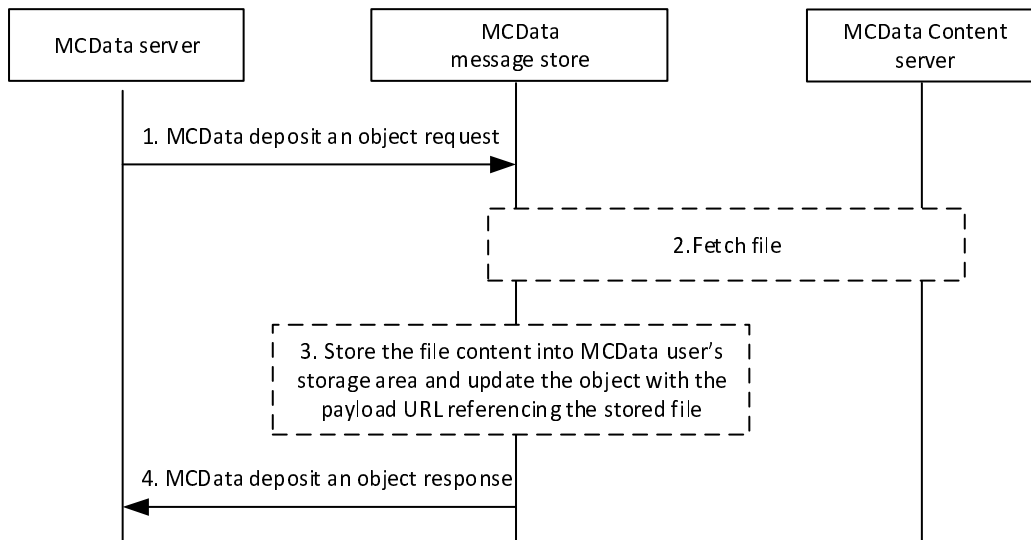 MCData server
MCData
message store
MCData Content
server
1. MCData deposit an object request
2.Fetch file
3. Store the file content into MCData user’s
storage area and update the object with the
payload URL referencing the stored file
4. MCData deposit an object response